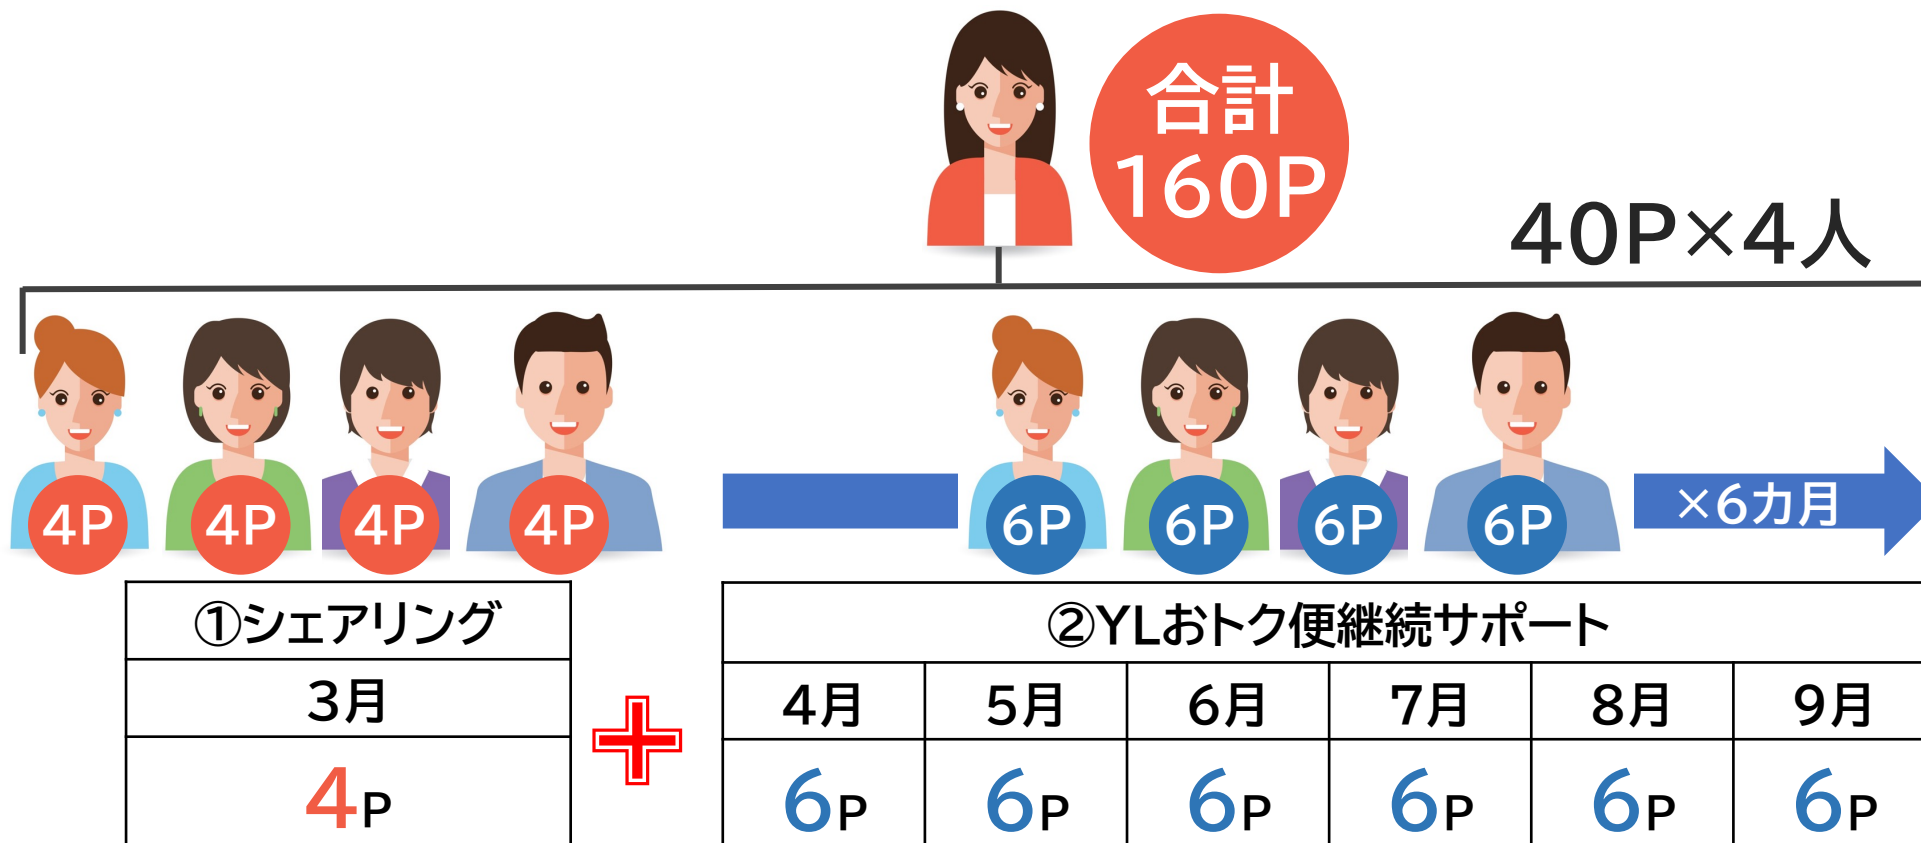 合計
160P
40P×4人
4P
4P
4P
4P
6P
6P
6P
6P
×6カ月
①シェアリング
3月
4P
②YLおトク便継続サポート
4月 5月 6月 7月 8月 9月
6P 6P 6P 6P 6P 6P